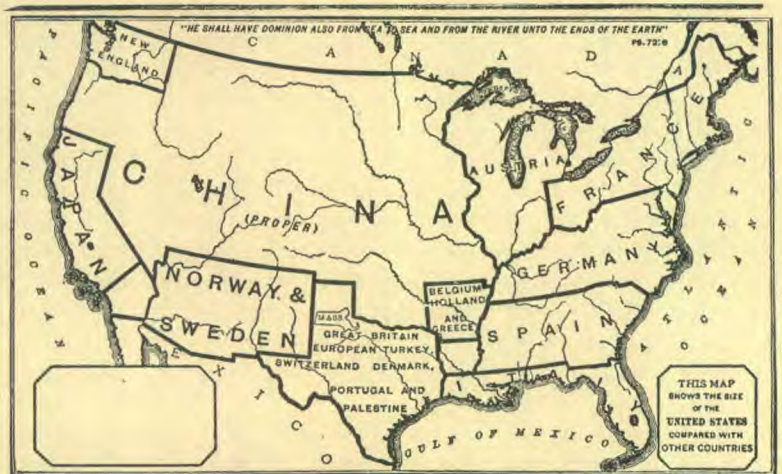 "HE SHALL HAVE DOMINION ALSO FROM SEA TO SEA AND FROM THE RIVER UNTO THE ENDS OF THE EARTH"
PS. 72:8
CANADA
NEW
ENGLAND
PACIFIC OCEAN
JAPAN
CHINA
(PROPER)
AUSTRIA
FRANCE
GERMANY
ATLANTIC
OCEAN
NORWAY &
SWEDEN
BELGIUM
HOLLAND
AND
GREECE
SPAIN
MASS.
GREAT BRITAIN
EUROPEAN TURKEY,
SWITZERLAND DENMARK,
PORTUGAL AND
PALESTINE
ITALY
MEXICO
GULF OF MEXICO
THIS MAP
SHOWS THE SIZE
OF THE
UNITED STATES
COMPARED WITH
OTHER COUNTRIES